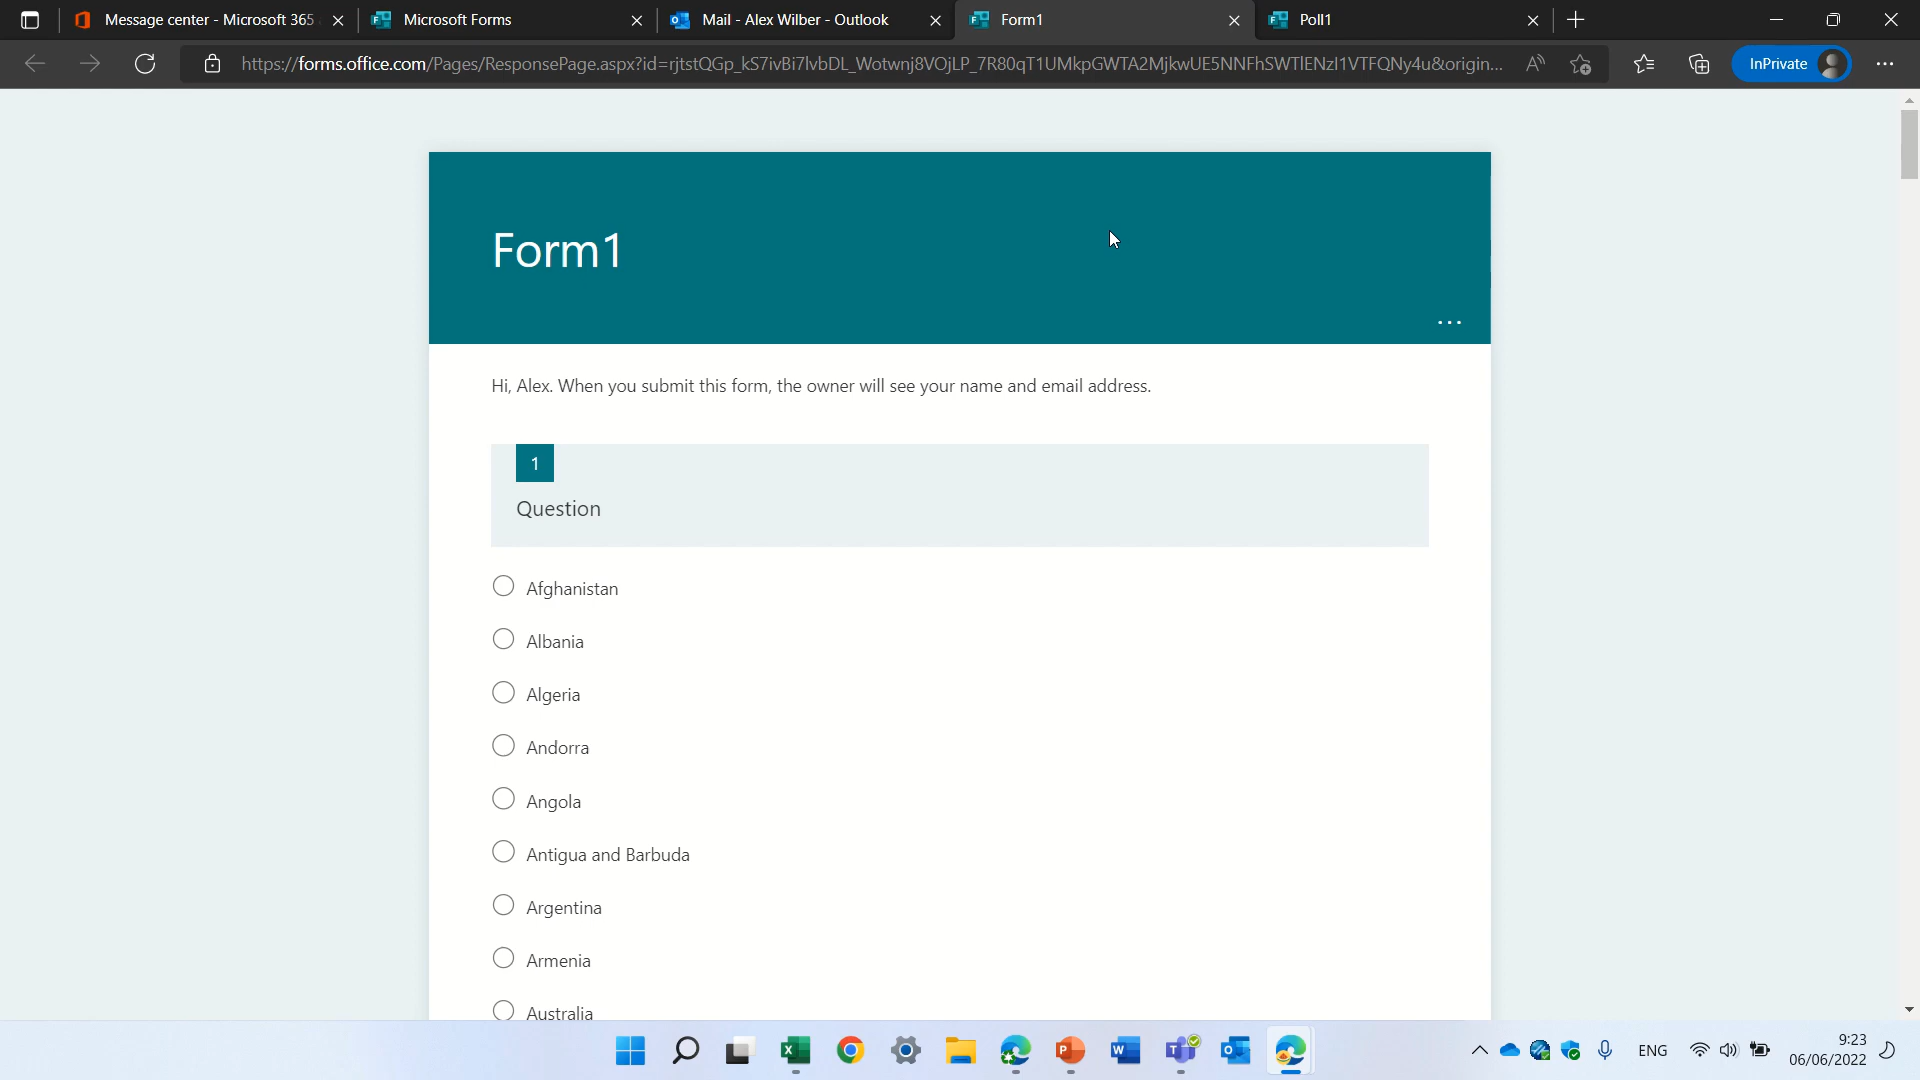 Message center - Microsoft 365
Microsoft Forms
Mail - Alex Wilber - Outlook
Form1
Poll1
https://forms.office.com/Pages/ResponsePage.aspx?id=rjtstQGp_kS7ivBi7lvbDL_Wotwnj8VOjLP_7R80qT1UMkpGWTA2MjkwUE5NNFhSWTlENzI1VTFQNy4u&origin...
InPrivate
Form1
...
Hi, Alex. When you submit this form, the owner will see your name and email address.
1
Question
Afghanistan
Albania
Algeria
Andorra
Angola
Antigua and Barbuda
Argentina
Armenia
Australia
ENG
9:23
06/06/2022